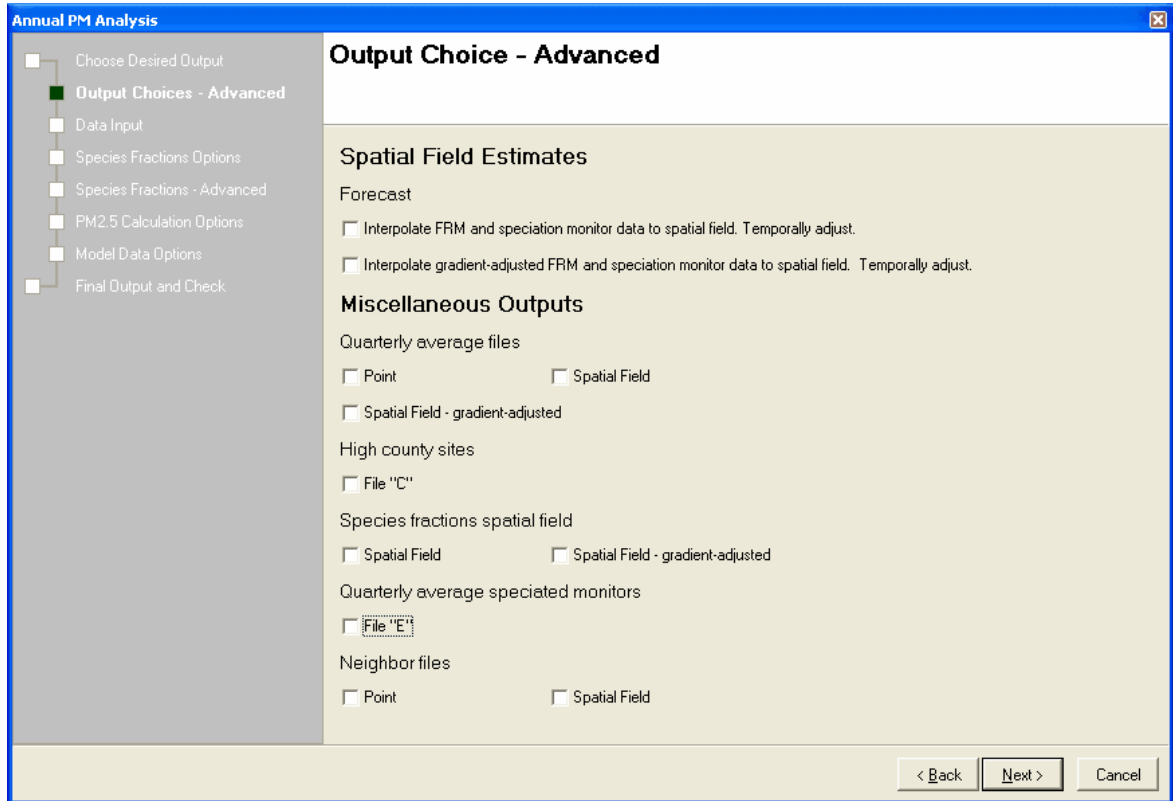 Annual PM Analysis
Choose Desired Output
Output Choices - Advanced
Data Input
Species Fractions Options
Species Fractions - Advanced
PM2.5 Calculation Options
Model Data Options
Final Output and Check
Output Choice - Advanced
Spatial Field Estimates
Forecast
Interpolate FRM and speciation monitor data to spatial field. Temporally adjust.
Interpolate gradient-adjusted FRM and speciation monitor data to spatial field.  Temporally adjust.
Miscellaneous Outputs
Quarterly average files
Point Spatial Field
Spatial Field - gradient-adjusted
High county sites
File "C"
Species fractions spatial field
Spatial Field Spatial Field - gradient-adjusted
Quarterly average speciated monitors
File "E"
Neighbor files
Point Spatial Field
< Back Next > Cancel